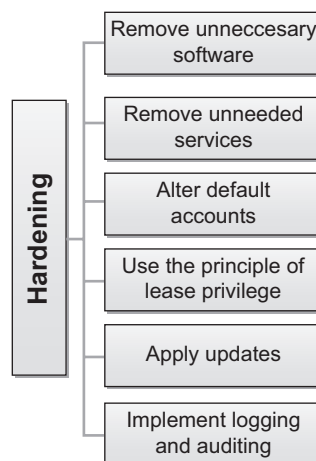 Hardening
Remove unneccesary
software
Remove unneeded
services
Alter default
accounts
Use the principle of
lease privilege
Apply updates
Implement logging
and auditing